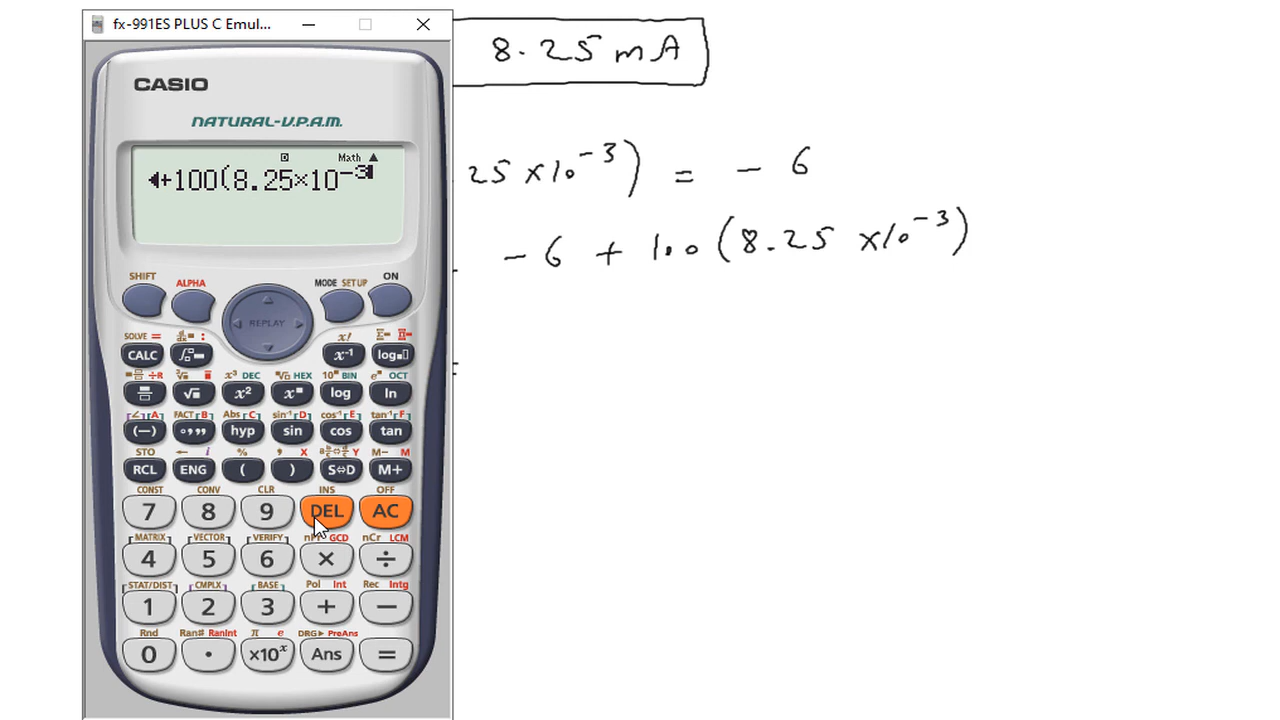 fx-991ES PLUS C Emul...
8.25 mA
CASIO
NATURAL-V.P.A.M.
D Math ▲
+100(8.25×10⁻³
25 ×10⁻³) = - 6
- 6 + 100 (8.25 ×10⁻³)
SHIFT ALPHA MODE SETUP ON
REPLAY
SOLVE = : x! Σ- Π-
CALC x⁻¹ log
÷R x³ DEC HEX 10 BIN e OCT
x² log ln
∠ A FACT B Abs C sin⁻¹ D cos⁻¹ E tan⁻¹ F
(—) hyp sin cos tan
STO ← i % , X Y M- M
RCL ENG ( ) S⇔D M+
CONST CONV CLR INS OFF
7 8 9 DEL AC
MATRIX VECTOR VERIFY GCD nCr LCM
4 5 6 × ÷
STAT/DIST CMPLX BASE Pol Int Rec Intg
1 2 3 + −
Rnd Ran# RanInt π e DRG► PreAns
0 • ×10ˣ Ans =